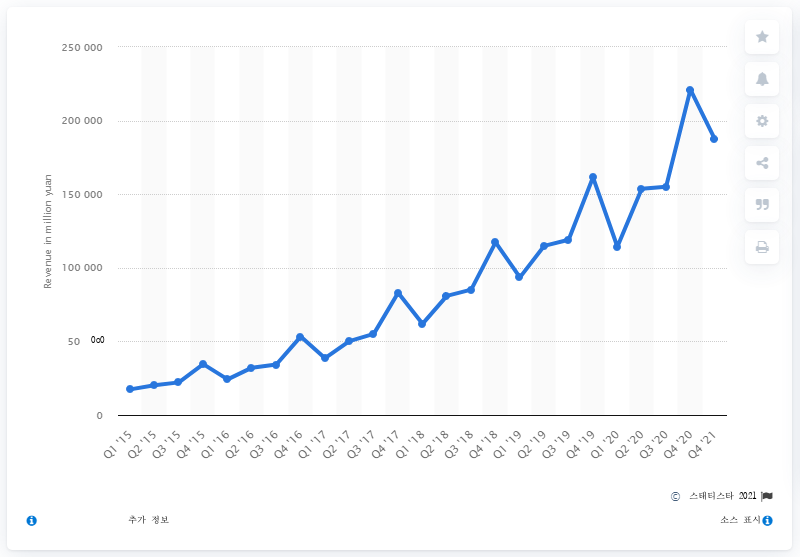 250 000
200 000
150 000
100 000
50 000
0
Revenue in million yuan
Q1 '15 Q2 '15 Q3 '15 Q4 '15 Q1 '16 Q2 '16 Q3 '16 Q4 '16 Q1 '17 Q2 '17 Q3 '17 Q4 '17 Q1 '18 Q2 '18 Q3 '18 Q4 '18 Q1 '19 Q2 '19 Q3 '19 Q4 '19 Q1 '20 Q2 '20 Q3 '20 Q4 '20 Q4 '21
© 스태티스타 2021
추가 정보 소스 표시